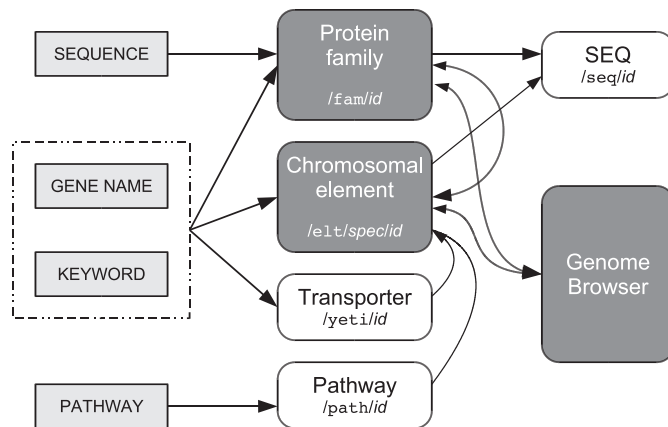 SEQUENCE
Protein
family
/fam/id
SEQ
/seq/id
GENE NAME
KEYWORD
Chromosomal
element
/elt/spec/id
Genome
Browser
Transporter
/yeti/id
PATHWAY
Pathway
/path/id